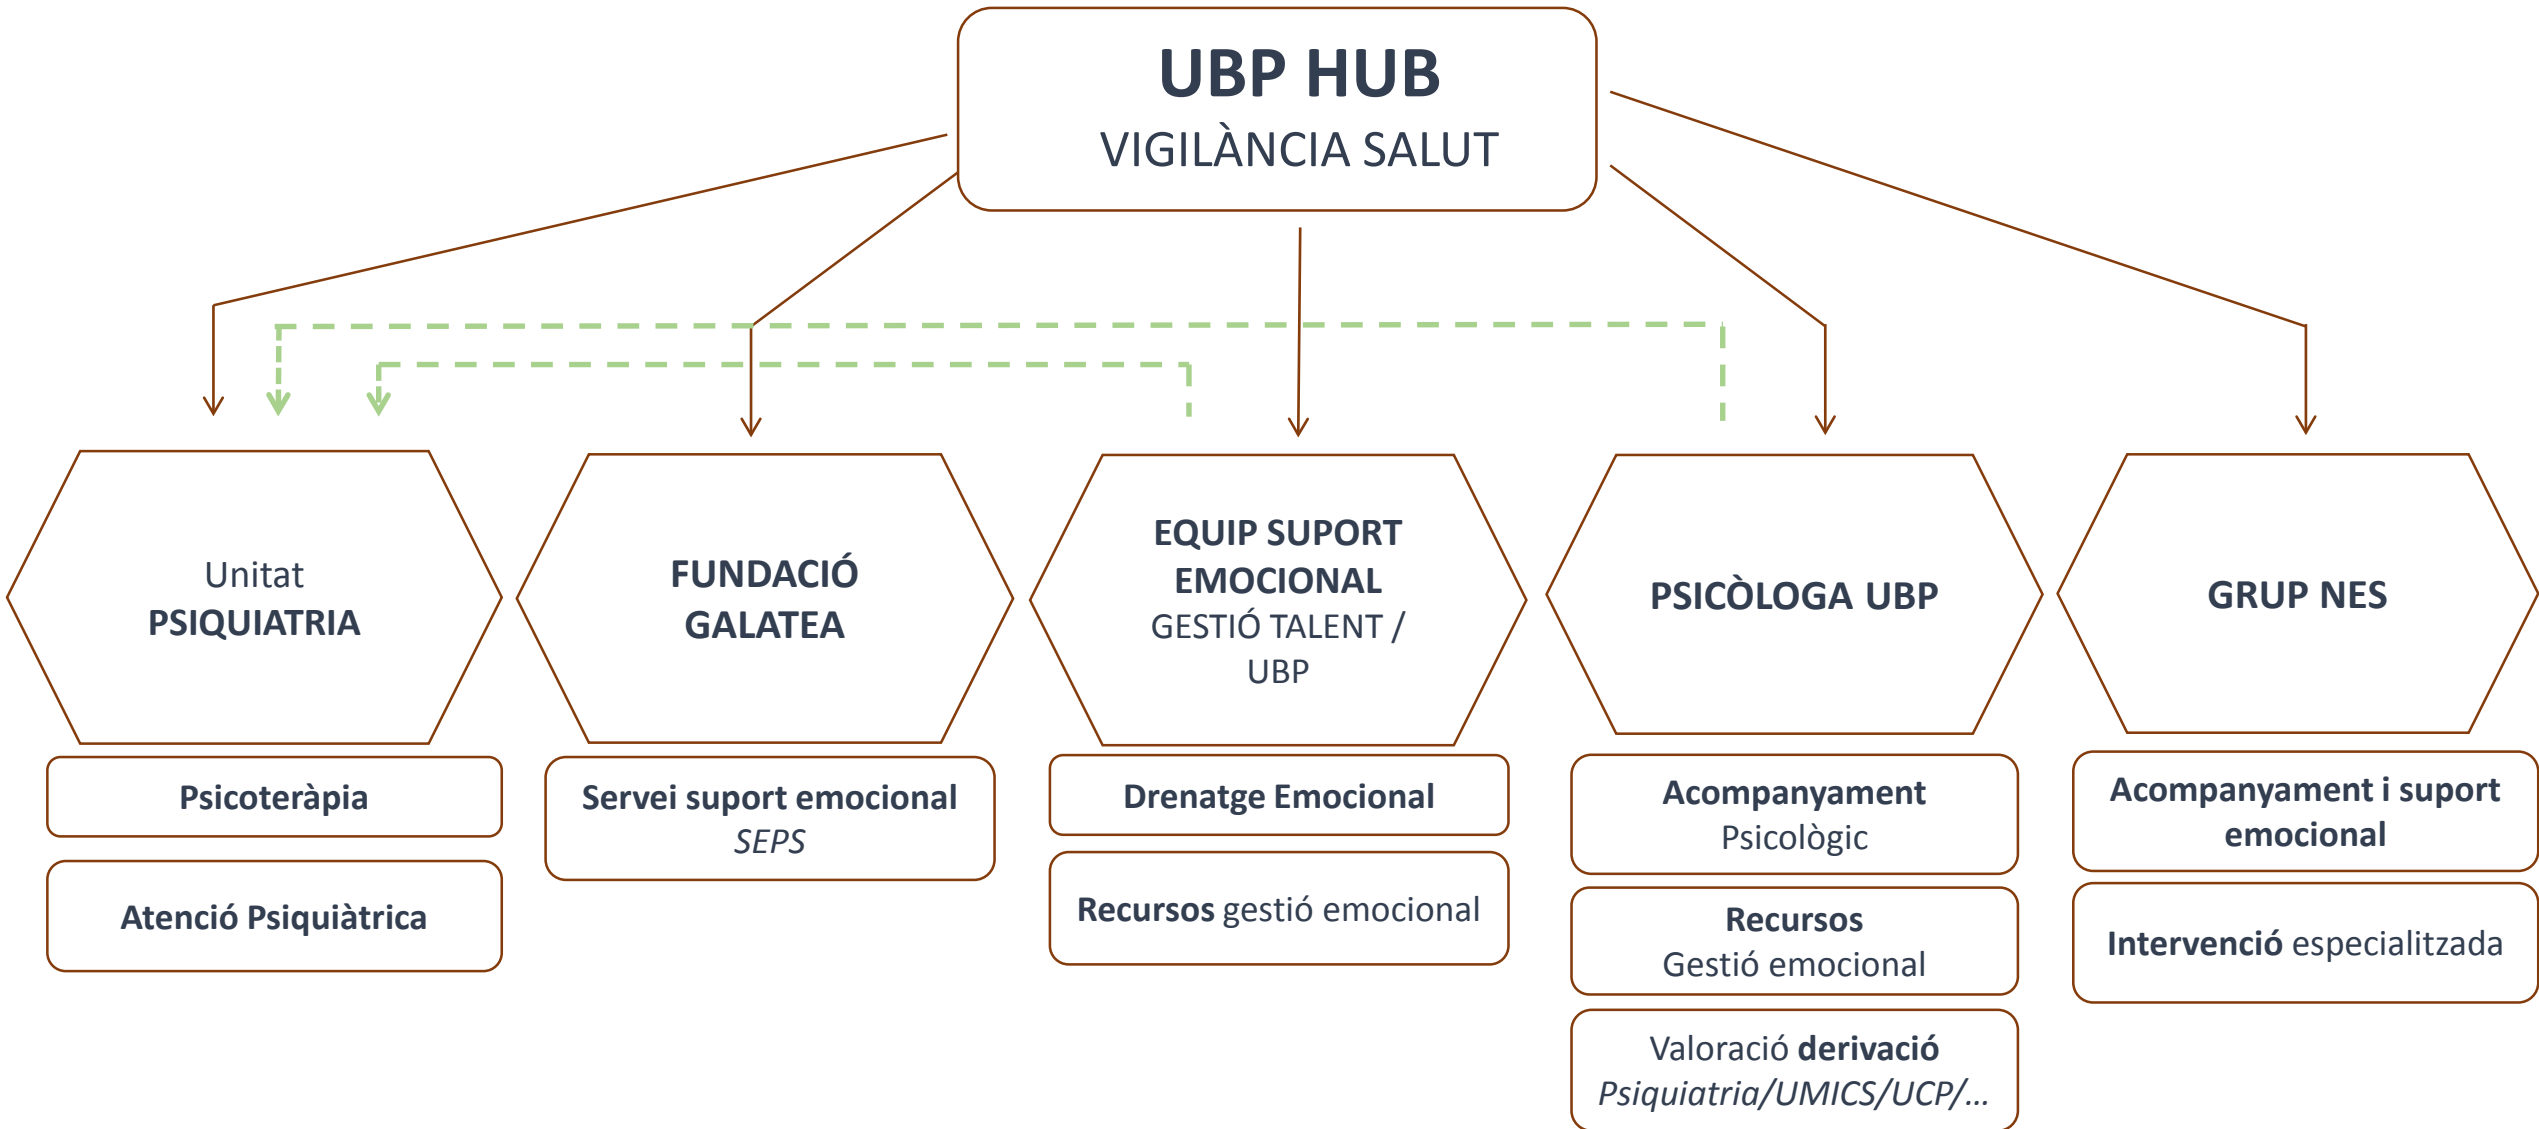 UBP HUB
VIGILÀNCIA SALUT
Unitat
PSIQUIATRIA
FUNDACIÓ
GALATEA
EQUIP SUPORT
EMOCIONAL
GESTIÓ TALENT /
UBP
PSICÒLOGA UBP
GRUP NES
Psicoteràpia
Atenció Psiquiàtrica
Servei suport emocional
SEPS
Drenatge Emocional
Recursos gestió emocional
Acompanyament
Psicològic
Recursos
Gestió emocional
Valoració derivació
Psiquiatria/UMICS/UCP/...
Acompanyament i suport
emocional
Intervenció especialitzada